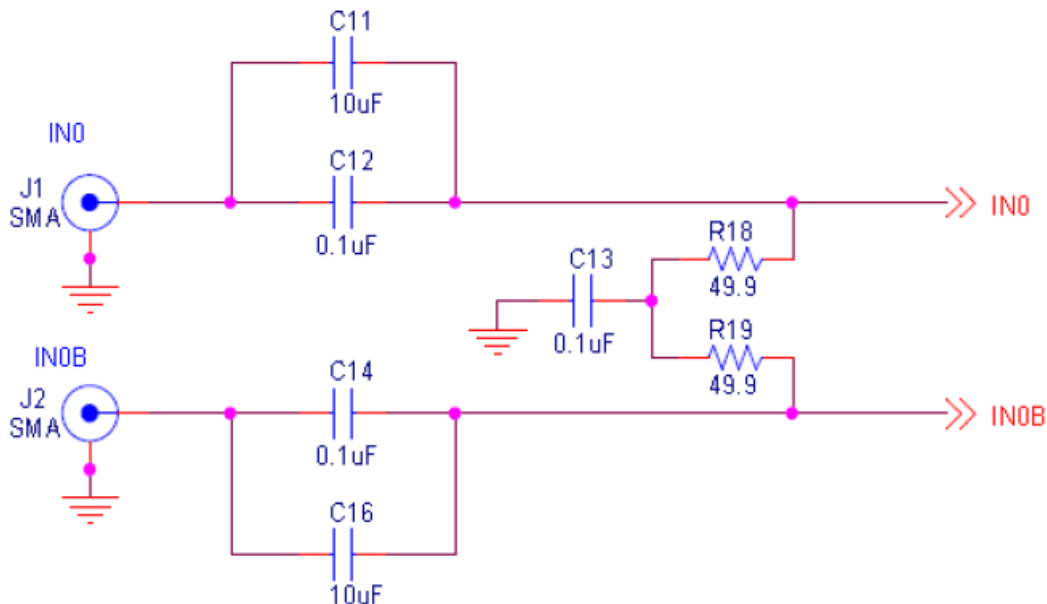 C11
10uF
IN0
J1
SMA
C12
0.1uF
IN0
R18
49.9
C13
0.1uF
R19
49.9
IN0B
J2
SMA
C14
0.1uF
IN0B
C16
10uF